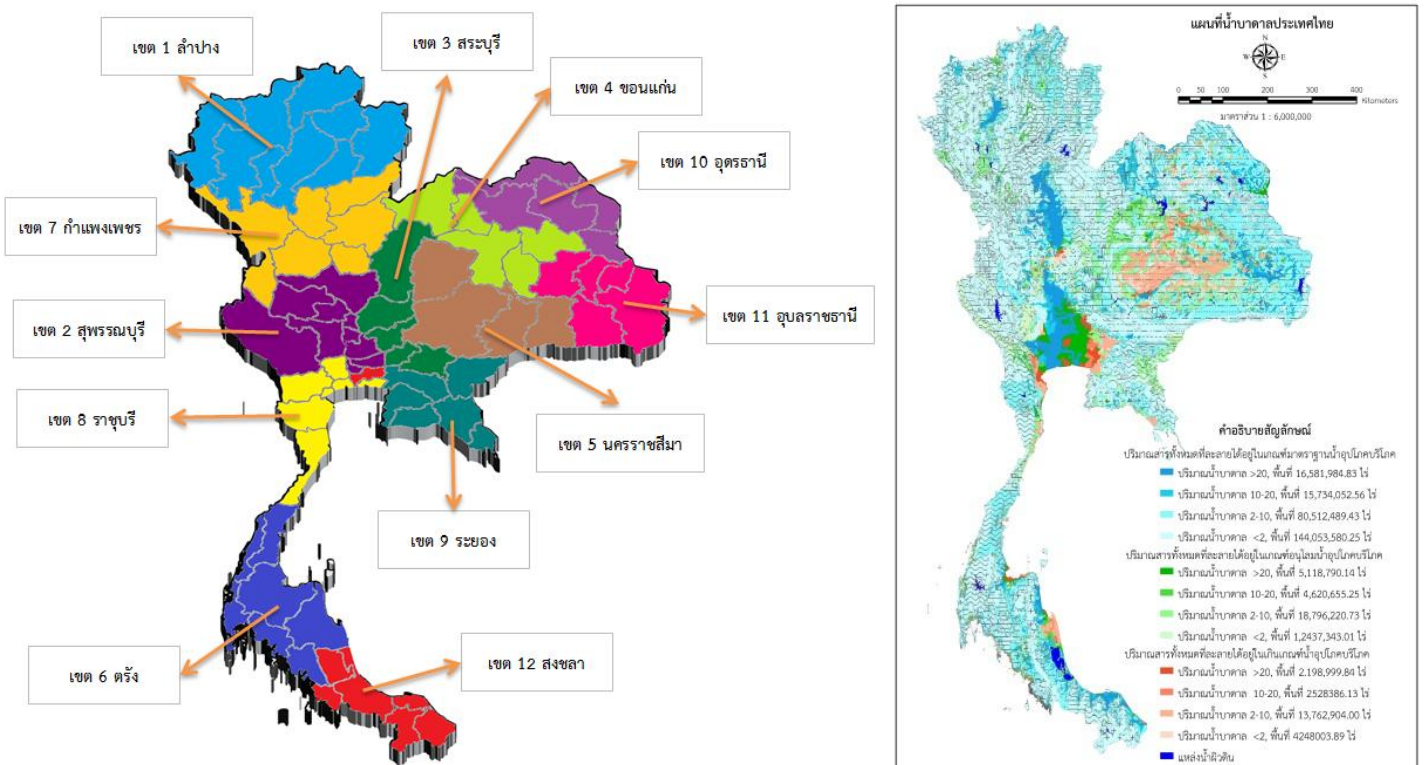 เขต 1 ลำปาง
เขต 3 สระบุรี
เขต 4 ขอนแก่น
เขต 10 อุดรธานี
เขต 7 กำแพงเพชร
เขต 2 สุพรรณบุรี
เขต 11 อุบลราชธานี
เขต 8 ราชบุรี
เขต 5 นครราชสีมา
เขต 9 ระยอง
เขต 6 ตรัง
เขต 12 สงขลา
แผนที่น้ำบาดาลประเทศไทย
N
W E
S
0 50 100 200 300 400
Kilometers
มาตราส่วน 1 : 6,000,000
คำอธิบายสัญลักษณ์
ปริมาณสารทั้งหมดที่ละลายได้อยู่ในเกณฑ์มาตราฐานน้ำอุปโภคบริโภค
ปริมาณน้ำบาดาล >20, พื้นที่ 16,581,984.83 ไร่
ปริมาณน้ำบาดาล 10-20, พื้นที่ 15,734,052.56 ไร่
ปริมาณน้ำบาดาล 2-10, พื้นที่ 80,512,489.43 ไร่
ปริมาณน้ำบาดาล <2, พื้นที่ 144,053,580.25 ไร่
ปริมาณสารทั้งหมดที่ละลายได้อยู่ในเกณฑ์อนุโลมน้ำอุปโภคบริโภค
ปริมาณน้ำบาดาล >20, พื้นที่ 5,118,790.14 ไร่
ปริมาณน้ำบาดาล 10-20, พื้นที่ 4,620,655.25 ไร่
ปริมาณน้ำบาดาล 2-10, พื้นที่ 18,796,220.73 ไร่
ปริมาณน้ำบาดาล <2, พื้นที่ 1,2437,343.01 ไร่
ปริมาณสารทั้งหมดที่ละลายได้อยู่ในเกินเกณฑ์น้ำอุปโภคบริโภค
ปริมาณน้ำบาดาล >20, พื้นที่ 2.198,999.84 ไร่
ปริมาณน้ำบาดาล 10-20, พื้นที่ 2528386.13 ไร่
ปริมาณน้ำบาดาล 2-10, พื้นที่ 13,762,904.00 ไร่
ปริมาณน้ำบาดาล <2, พื้นที่ 4248003.89 ไร่
แหล่งน้ำผิวดิน